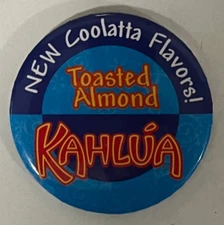 NEW Coolatta Flavors!
Toasted
Almond
KAHLÚA